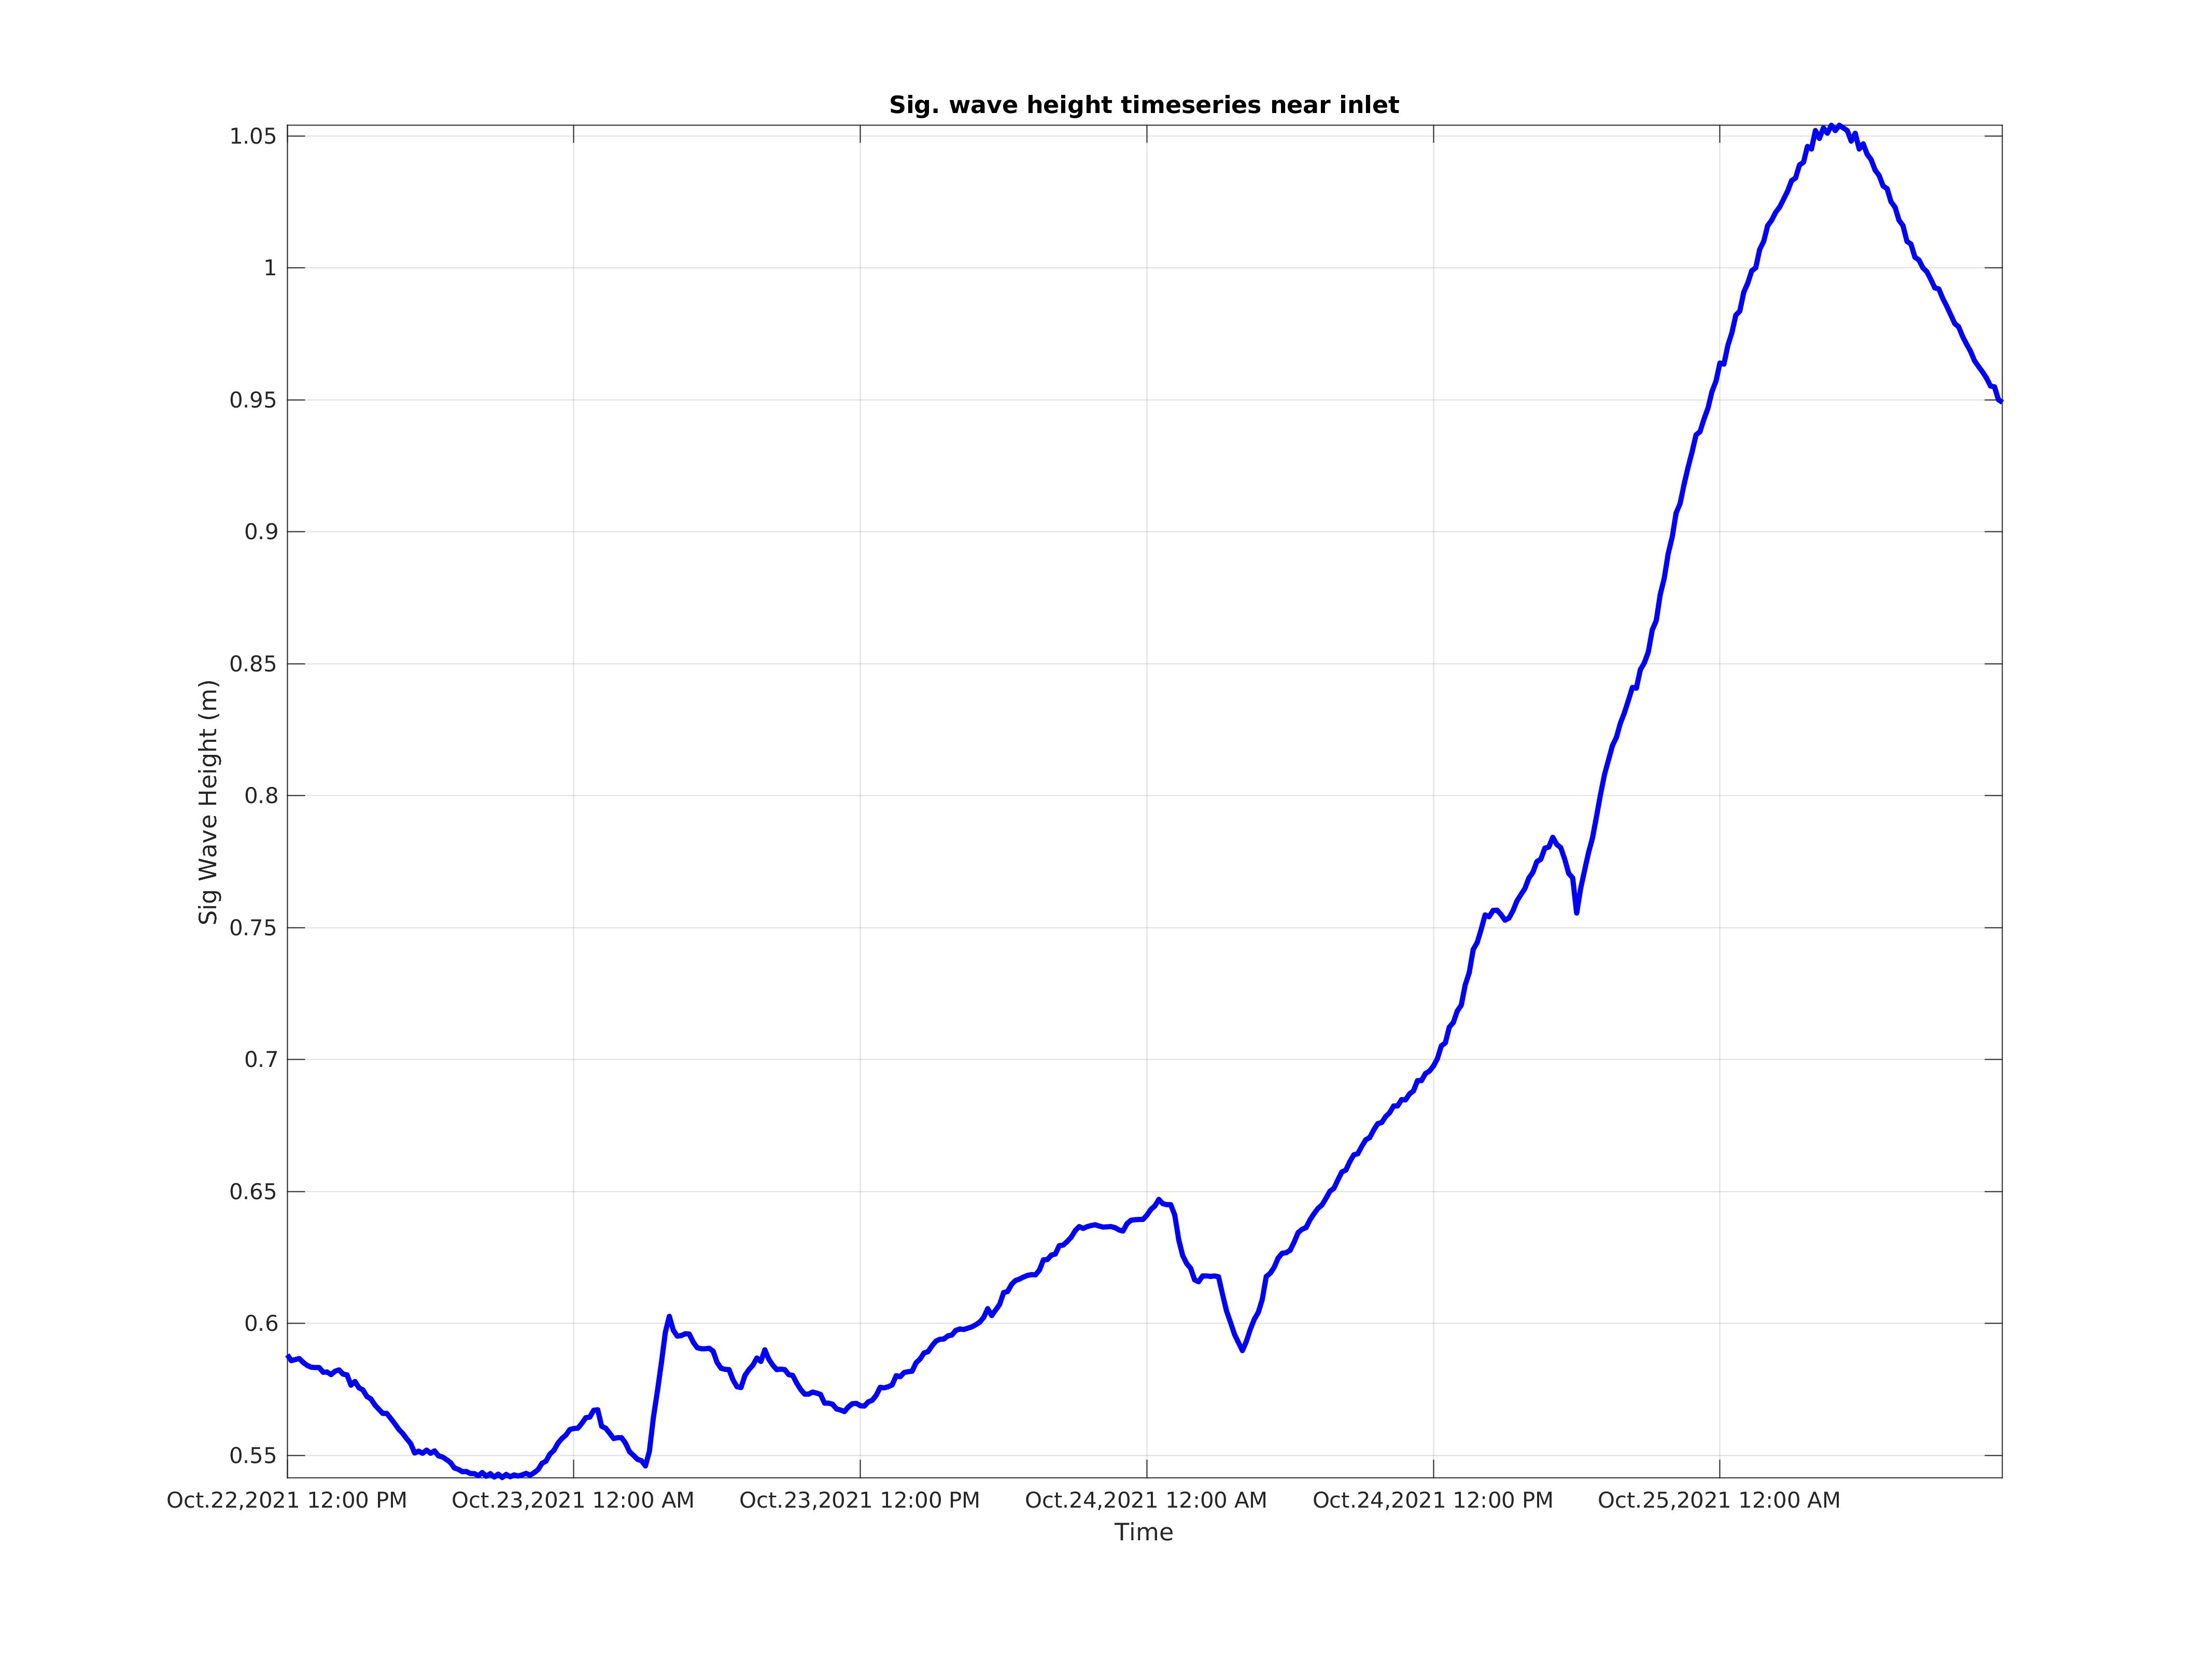 Sig. wave height timeseries near inlet
1.05
1
0.95
0.9
0.85
0.8
0.75
0.7
0.65
0.6
0.55
Sig Wave Height (m)
Oct.22,2021 12:00 PM
Oct.23,2021 12:00 AM
Oct.23,2021 12:00 PM
Oct.24,2021 12:00 AM
Oct.24,2021 12:00 PM
Oct.25,2021 12:00 AM
Time